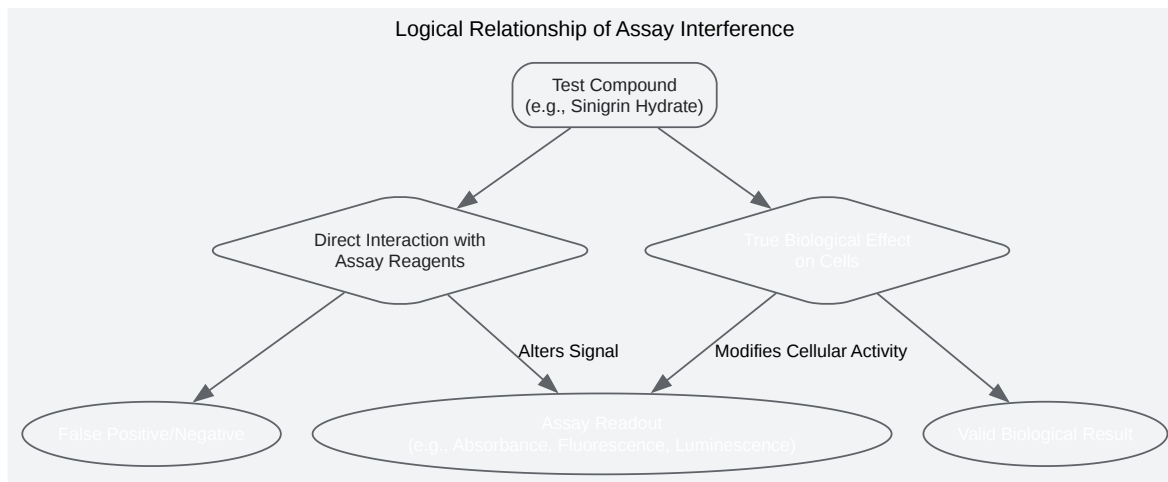 Logical Relationship of Assay Interference
Test Compound
(e.g., Sinigrin Hydrate)
Direct Interaction with
Assay Reagents
True Biological Effect
on Cells
Alters Signal
Modifies Cellular Activity
False Positive/Negative
Assay Readout
(e.g., Absorbance, Fluorescence, Luminescence)
Valid Biological Result